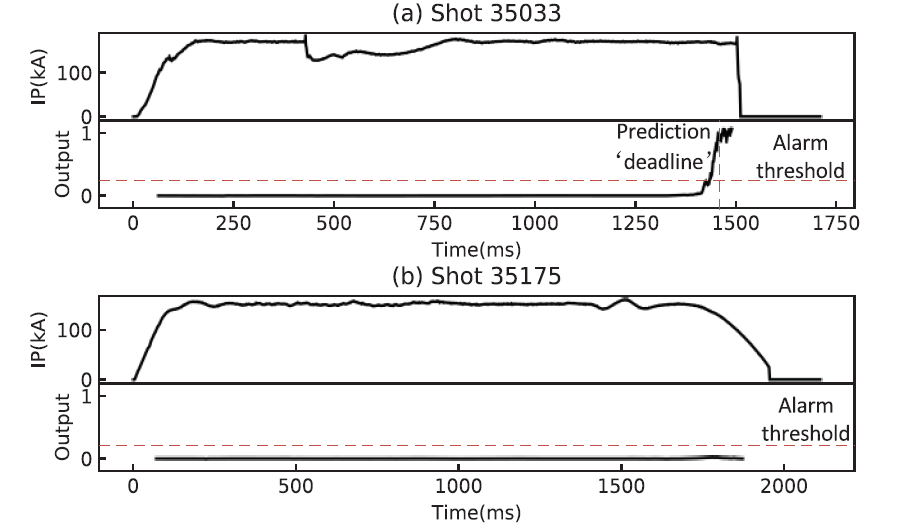 (a) Shot 35033
IP(kA)
100
0
Output
1
0
Prediction
‘deadline’
Alarm
threshold
0 250 500 750 1000 1250 1500 1750
Time(ms)
(b) Shot 35175
IP(kA)
100
0
Output
1
0
Alarm
threshold
0 500 1000 1500 2000
Time(ms)